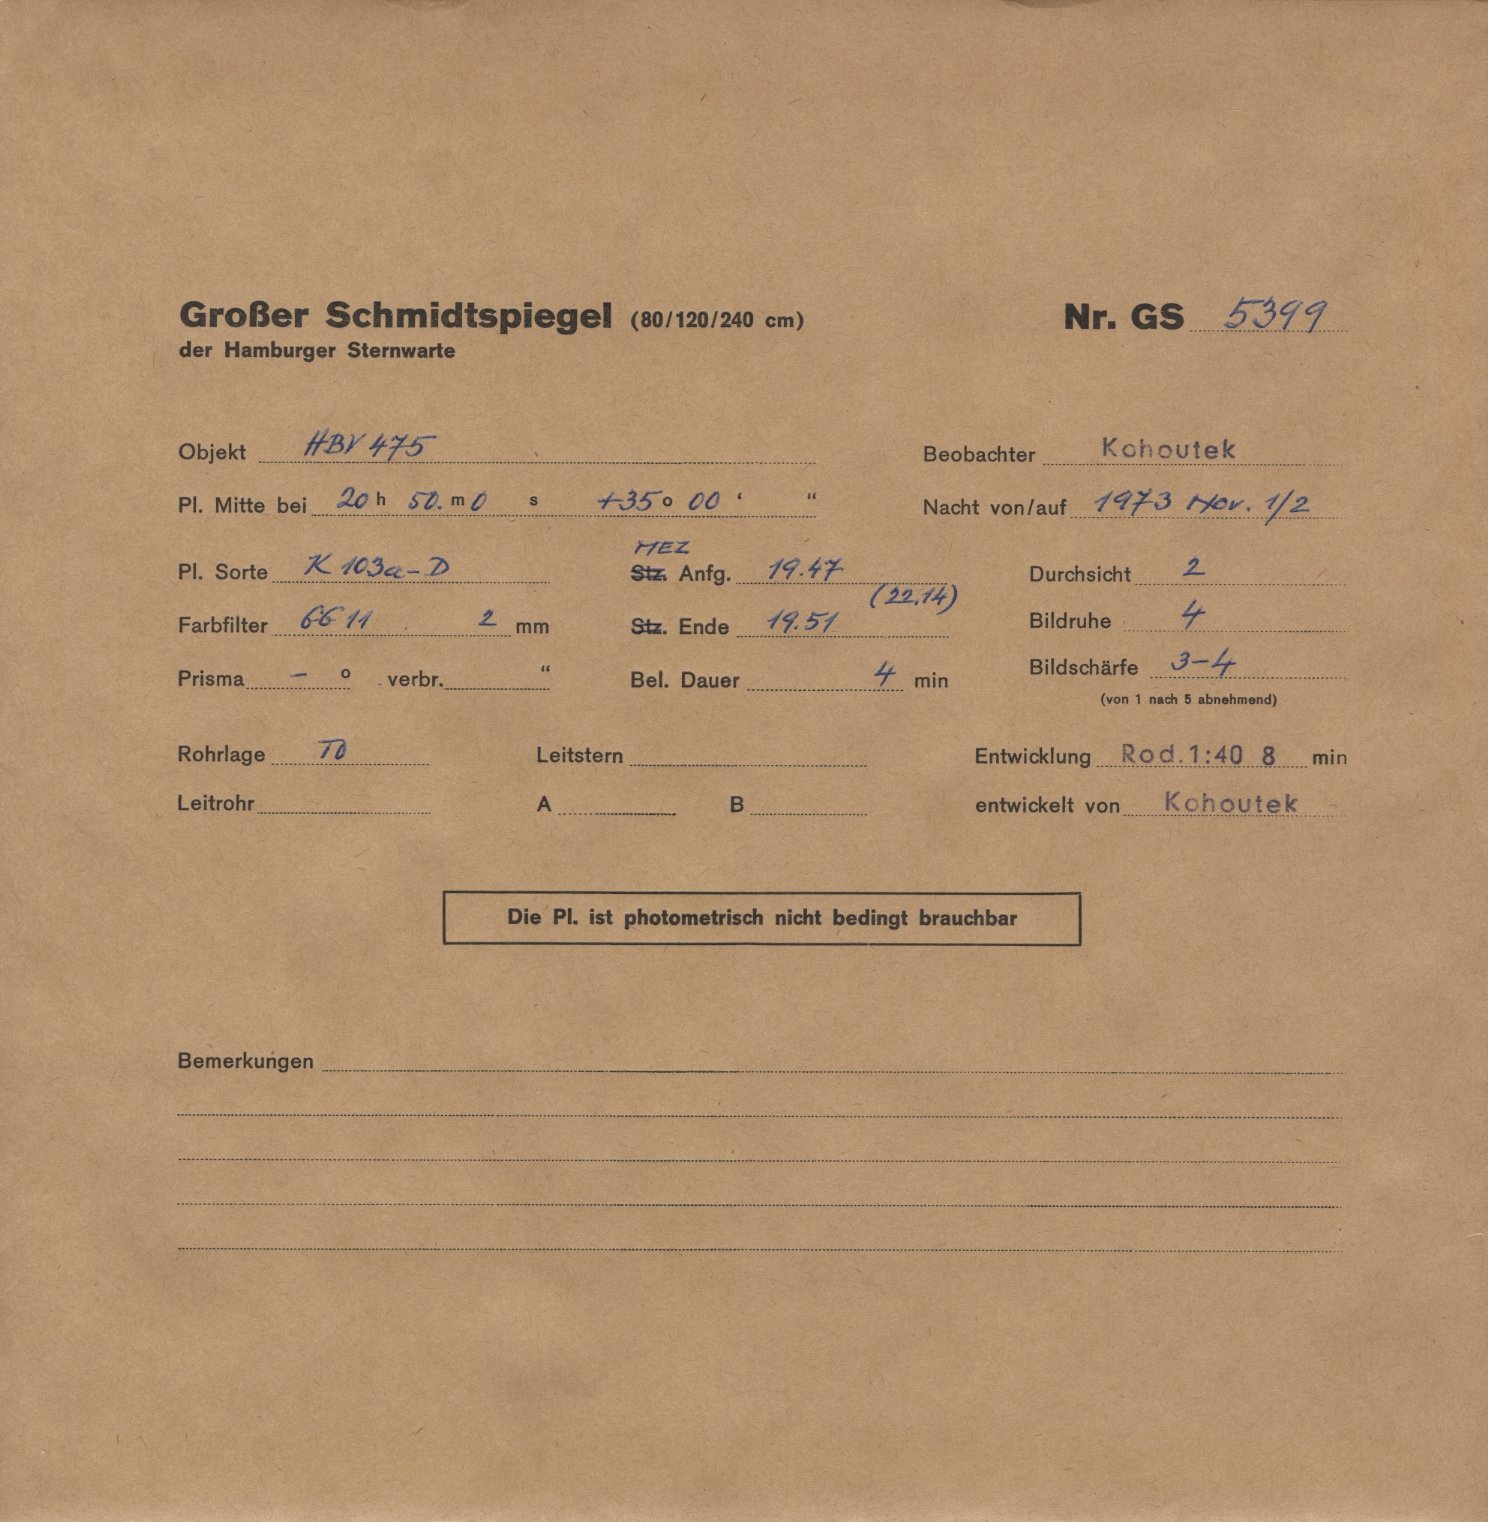 Großer Schmidtspiegel (80/120/240 cm) Nr. GS 5399
der Hamburger Sternwarte
Objekt HBV 475 Beobachter Kohoutek
Pl. Mitte bei 20 h 50. m 0 s +35 o 00 ‘ “ Nacht von/auf 1973 Nov. 1/2
MEZ
Pl. Sorte K 103a-D Stz. Anfg. 19.47 Durchsicht 2
(22.14)
Farbfilter GG 11 2 mm Stz. Ende 19.51 Bildruhe 4
Prisma - o verbr. “ Bel. Dauer 4 min Bildschärfe 3-4
(von 1 nach 5 abnehmend)
Rohrlage TO Leitstern Entwicklung Rod. 1:40 8 min
Leitrohr A B entwickelt von Kohoutek
Die Pl. ist photometrisch nicht bedingt brauchbar
Bemerkungen